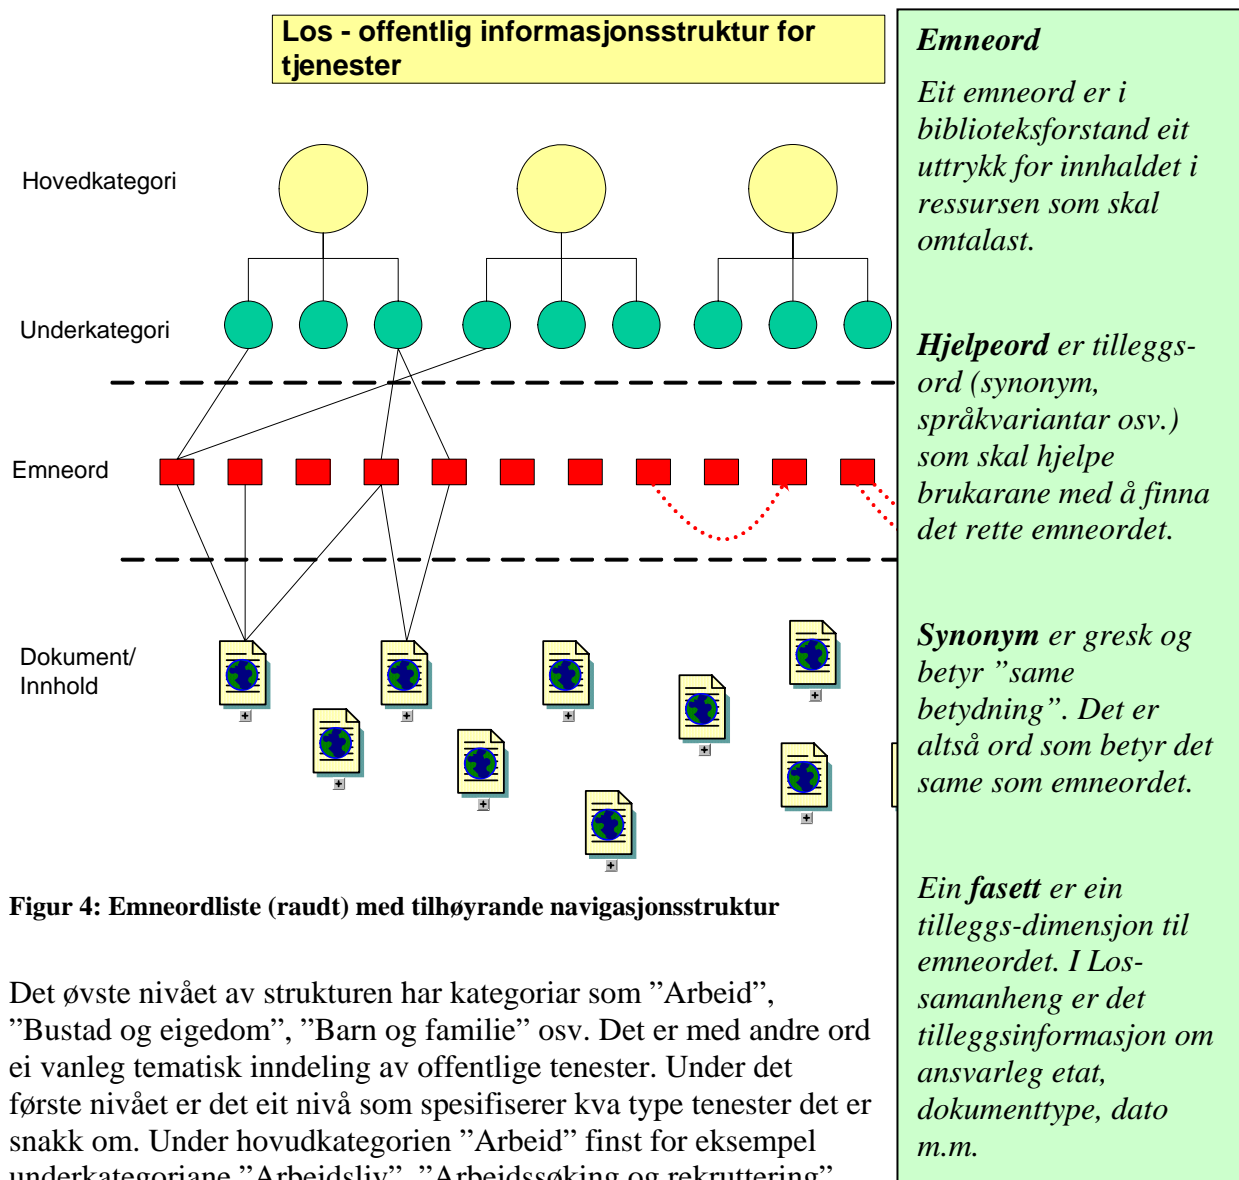 Los - offentlig informasjonsstruktur for
tjenester
Hovedkategori
Underkategori
Emneord
Dokument/
Innhold
Figur 4: Emneordliste (raudt) med tilhøyrande navigasjonsstruktur
Det øvste nivået av strukturen har kategoriar som ”Arbeid”,
”Bustad og eigedom”, ”Barn og familie” osv. Det er med andre ord
ei vanleg tematisk inndeling av offentlige tenester. Under det
første nivået er det eit nivå som spesifiserer kva type tenester det er
snakk om. Under hovudkategorien ”Arbeid” finst for eksempel
underkategoriane ”Arbeidsliv”, ”Arbeidssøking og rekruttering”
Emneord
Eit emneord er i
biblioteksforstand eit
uttrykk for innhaldet i
ressursen som skal
omtalast.
Hjelpeord er tilleggs-
ord (synonym,
språkvariantar osv.)
som skal hjelpe
brukarane med å finna
det rette emneordet.
Synonym er gresk og
betyr ”same
betydning”. Det er
altså ord som betyr det
same som emneordet.
Ein fasett er ein
tilleggs-dimensjon til
emneordet. I Los-
samanheng er det
tilleggsinformasjon om
ansvarleg etat,
dokumenttype, dato
m.m.